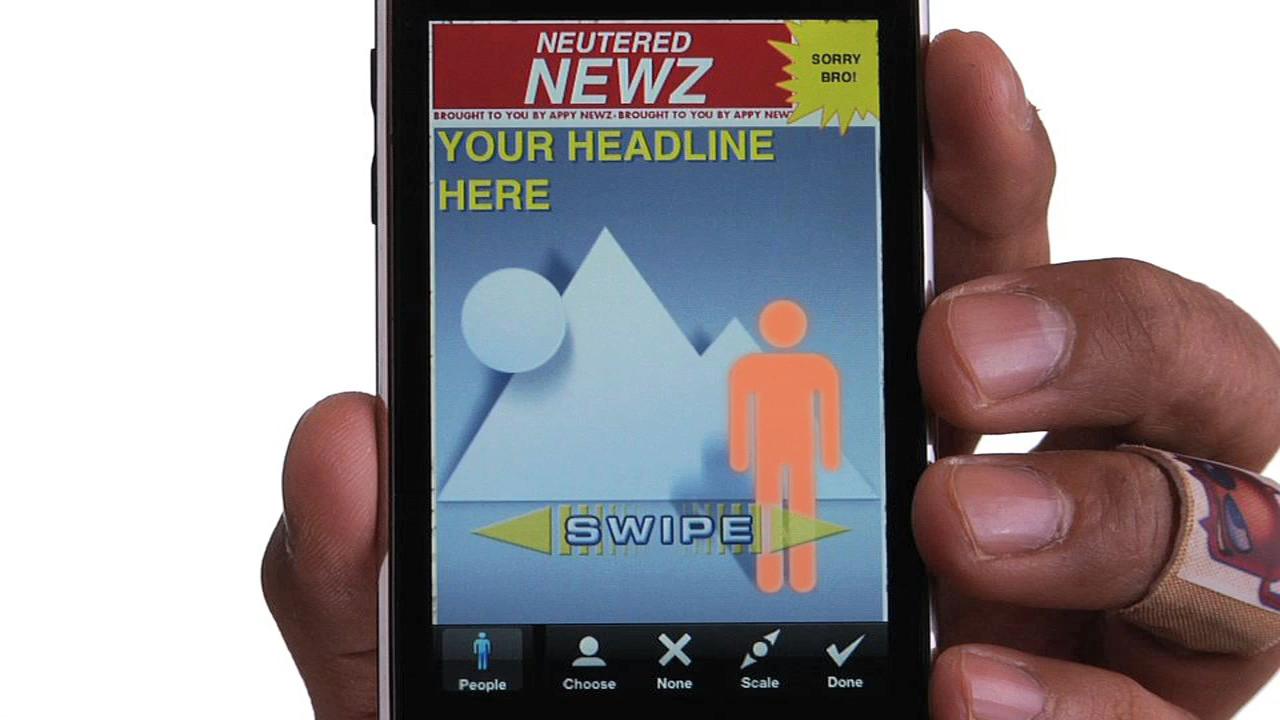 NEUTERED
NEWZ
SORRY
BRO!
BROUGHT TO YOU BY APPY NEWZ - BROUGHT TO YOU BY APPY NEWZ
YOUR HEADLINE
HERE
SWIPE
People
Choose
None
Scale
Done